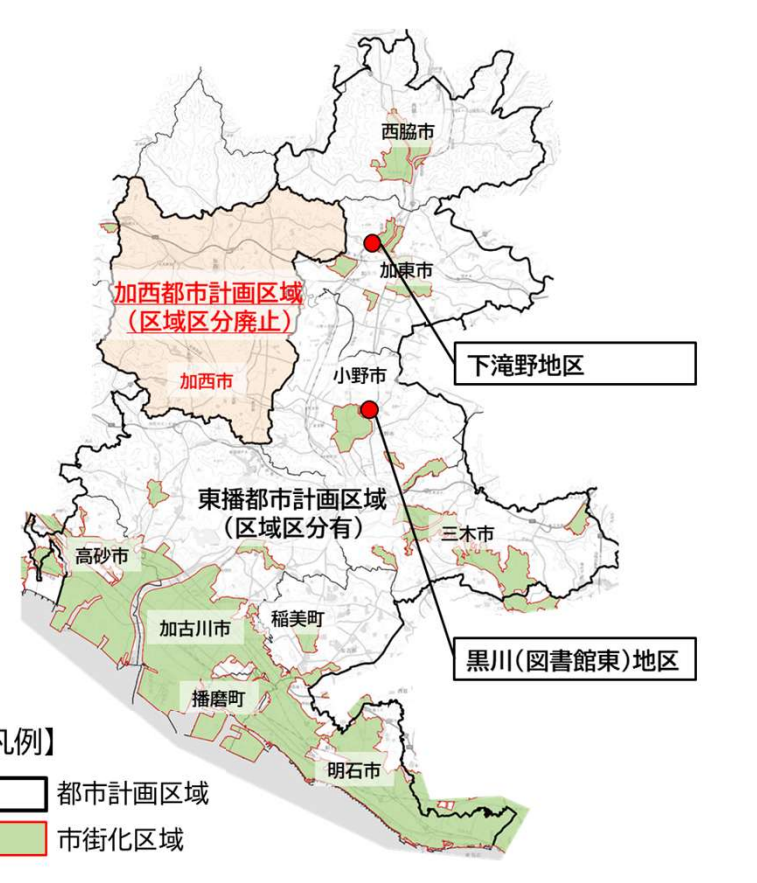 西脇市
加東市
加西都市計画区域
（区域区分廃止）
下滝野地区
小野市
加西市
東播都市計画区域
（区域区分有）
三木市
高砂市
稲美町
加古川市
黒川（図書館東）地区
播磨町
凡例】
明石市
都市計画区域
市街化区域